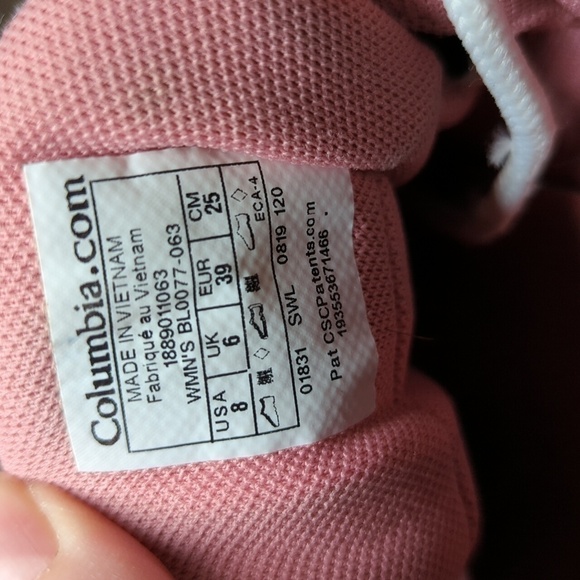 Columbia.com
MADE IN VIETNAM
Fabriqué au Vietnam
1889011063
WMN'S BL0077-063
USA UK EUR CM
8 6 39 25
ECA-4
01831 SWL 0819 120
Pat CSCPatents.com
193553671466 .